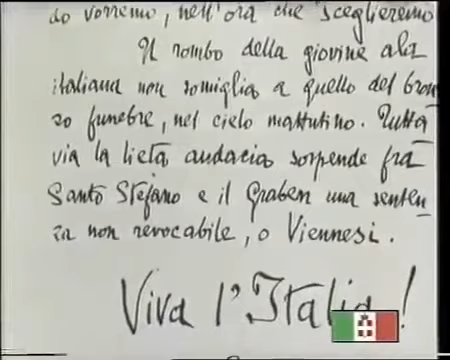 do vorremo, nell'ora che sceglieremo
Il rombo della giovine ala
italiana non somiglia a quello del bron
zo funebre, nel cielo mattutino. Tutta
via la lieta audacia sospende fra
Santo Stefano e il Graben una senten
za non revocabile, o Viennesi.
Viva l'Italia!